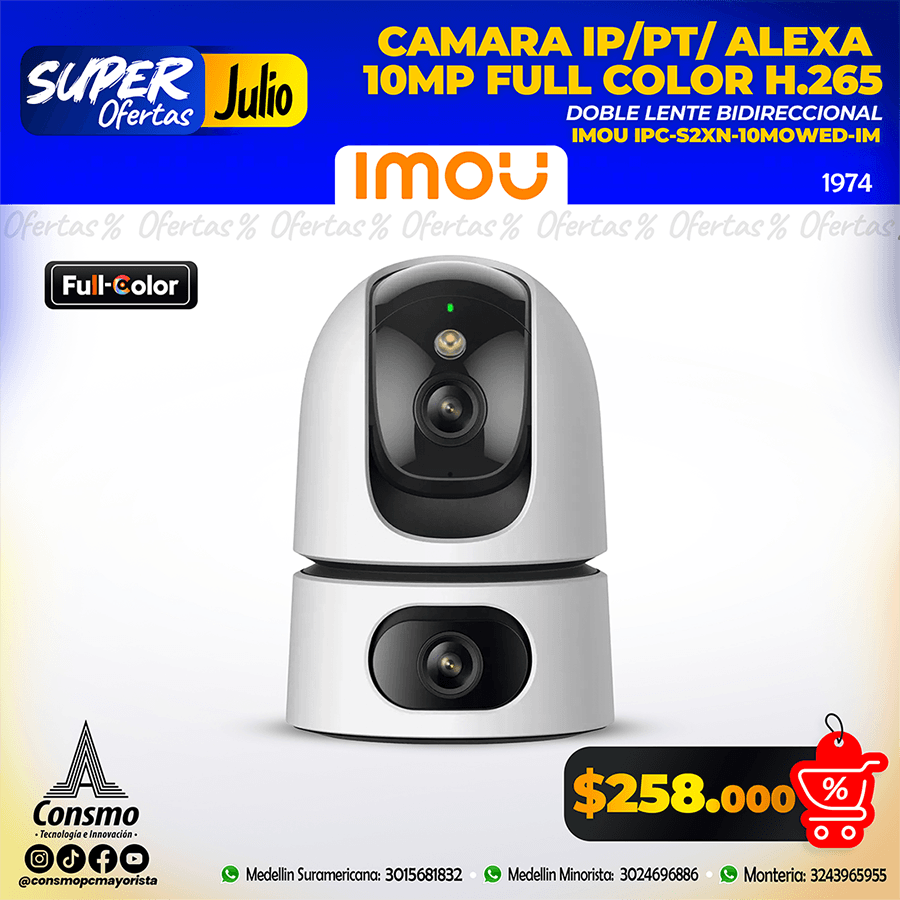 SUPER
Ofertas
Julio
CAMARA IP/PT/ ALEXA
10MP FULL COLOR H.265
DOBLE LENTE BIDIRECCIONAL
IMOU IPC-S2XN-10MOWED-IM
imou
1974
Ofertas % Ofertas % Ofertas % Ofertas % Ofertas % Ofertas % Ofertas
Full-Color
$258.000
%
A
Consmo
• Tecnología e Innovación •
@consmopcmayorista
Medellin Suramericana: 3015681832 • Medellin Minorista: 3024696886 • Monteria: 3243965955